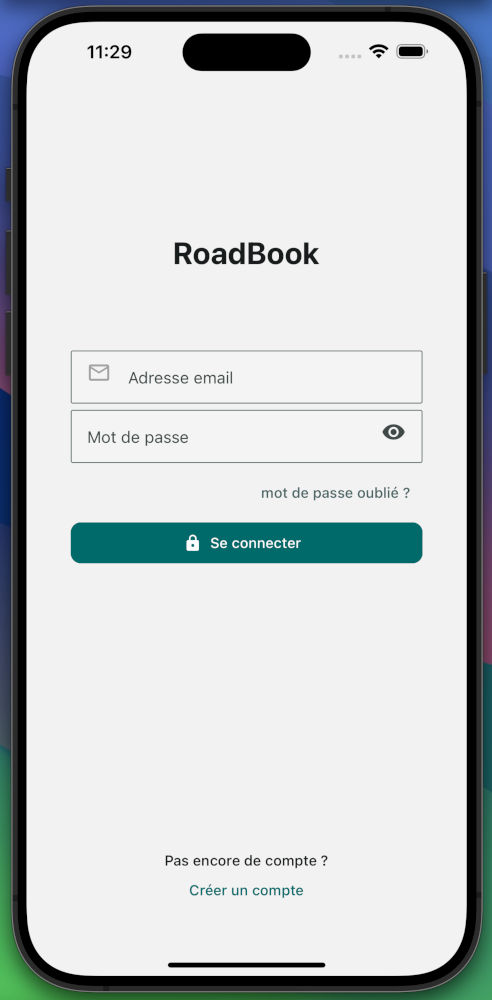 11:29
RoadBook
Adresse email
Mot de passe
mot de passe oublié ?
Se connecter
Pas encore de compte ?
Créer un compte